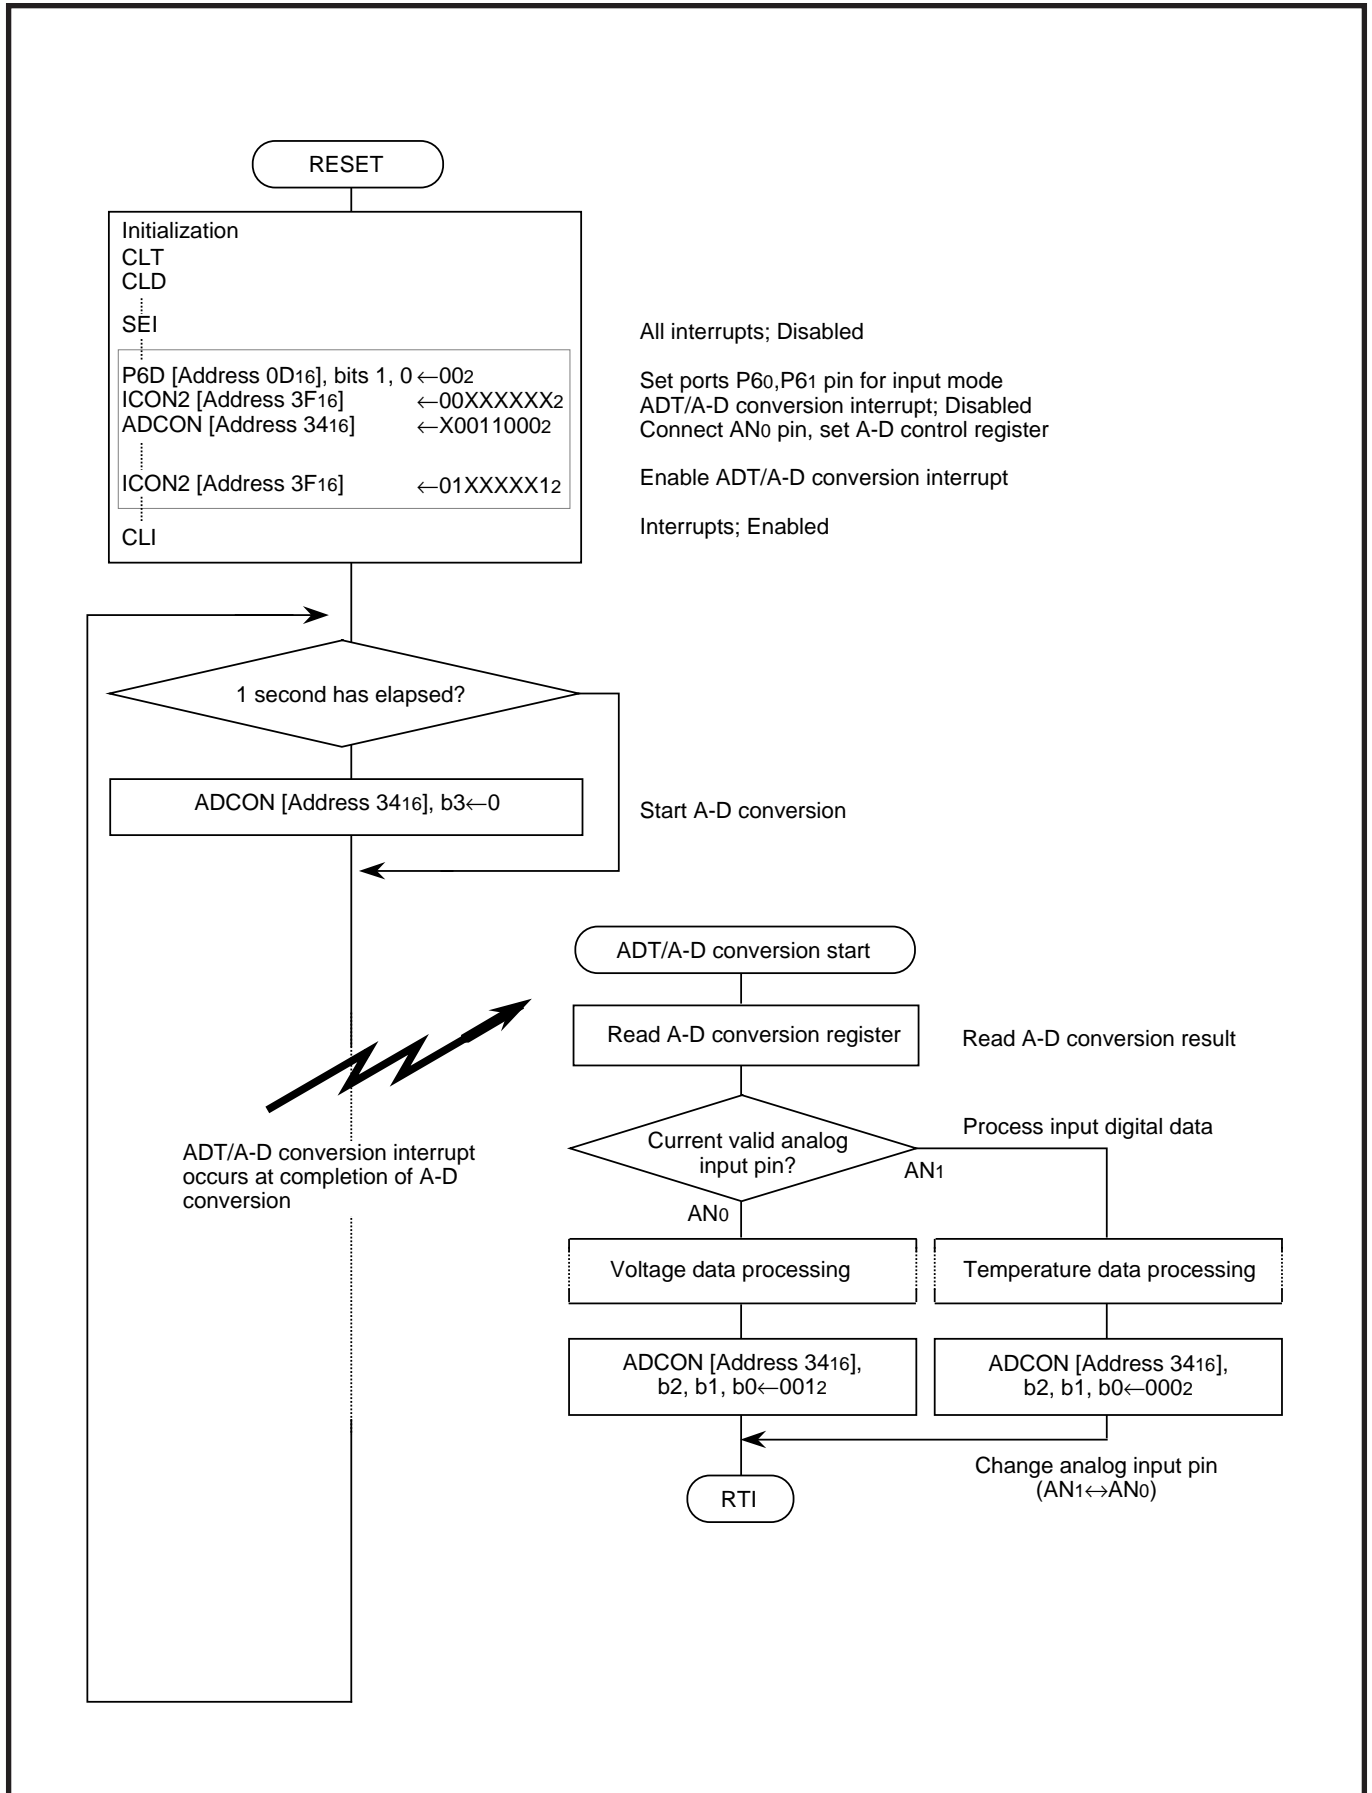 RESET
Initialization
CLT
CLD
SEI
All interrupts; Disabled
P6D [Address 0D16], bits 1, 0 ←002
Set ports P60,P61 pin for input mode
ICON2 [Address 3F16] ←00XXXXXX2
ADT/A-D conversion interrupt; Disabled
ADCON [Address 3416] ←X00110002
Connect AN0 pin, set A-D control register
ICON2 [Address 3F16] ←01XXXXX12
Enable ADT/A-D conversion interrupt
CLI
Interrupts; Enabled
1 second has elapsed?
ADCON [Address 3416], b3←0
Start A-D conversion
ADT/A-D conversion interrupt
occurs at completion of A-D
conversion
ADT/A-D conversion start
Read A-D conversion register
Read A-D conversion result
Current valid analog
input pin?
Process input digital data
AN1
AN0
Voltage data processing
Temperature data processing
ADCON [Address 3416],
b2, b1, b0←0012
ADCON [Address 3416],
b2, b1, b0←0002
Change analog input pin
(AN1↔AN0)
RTI